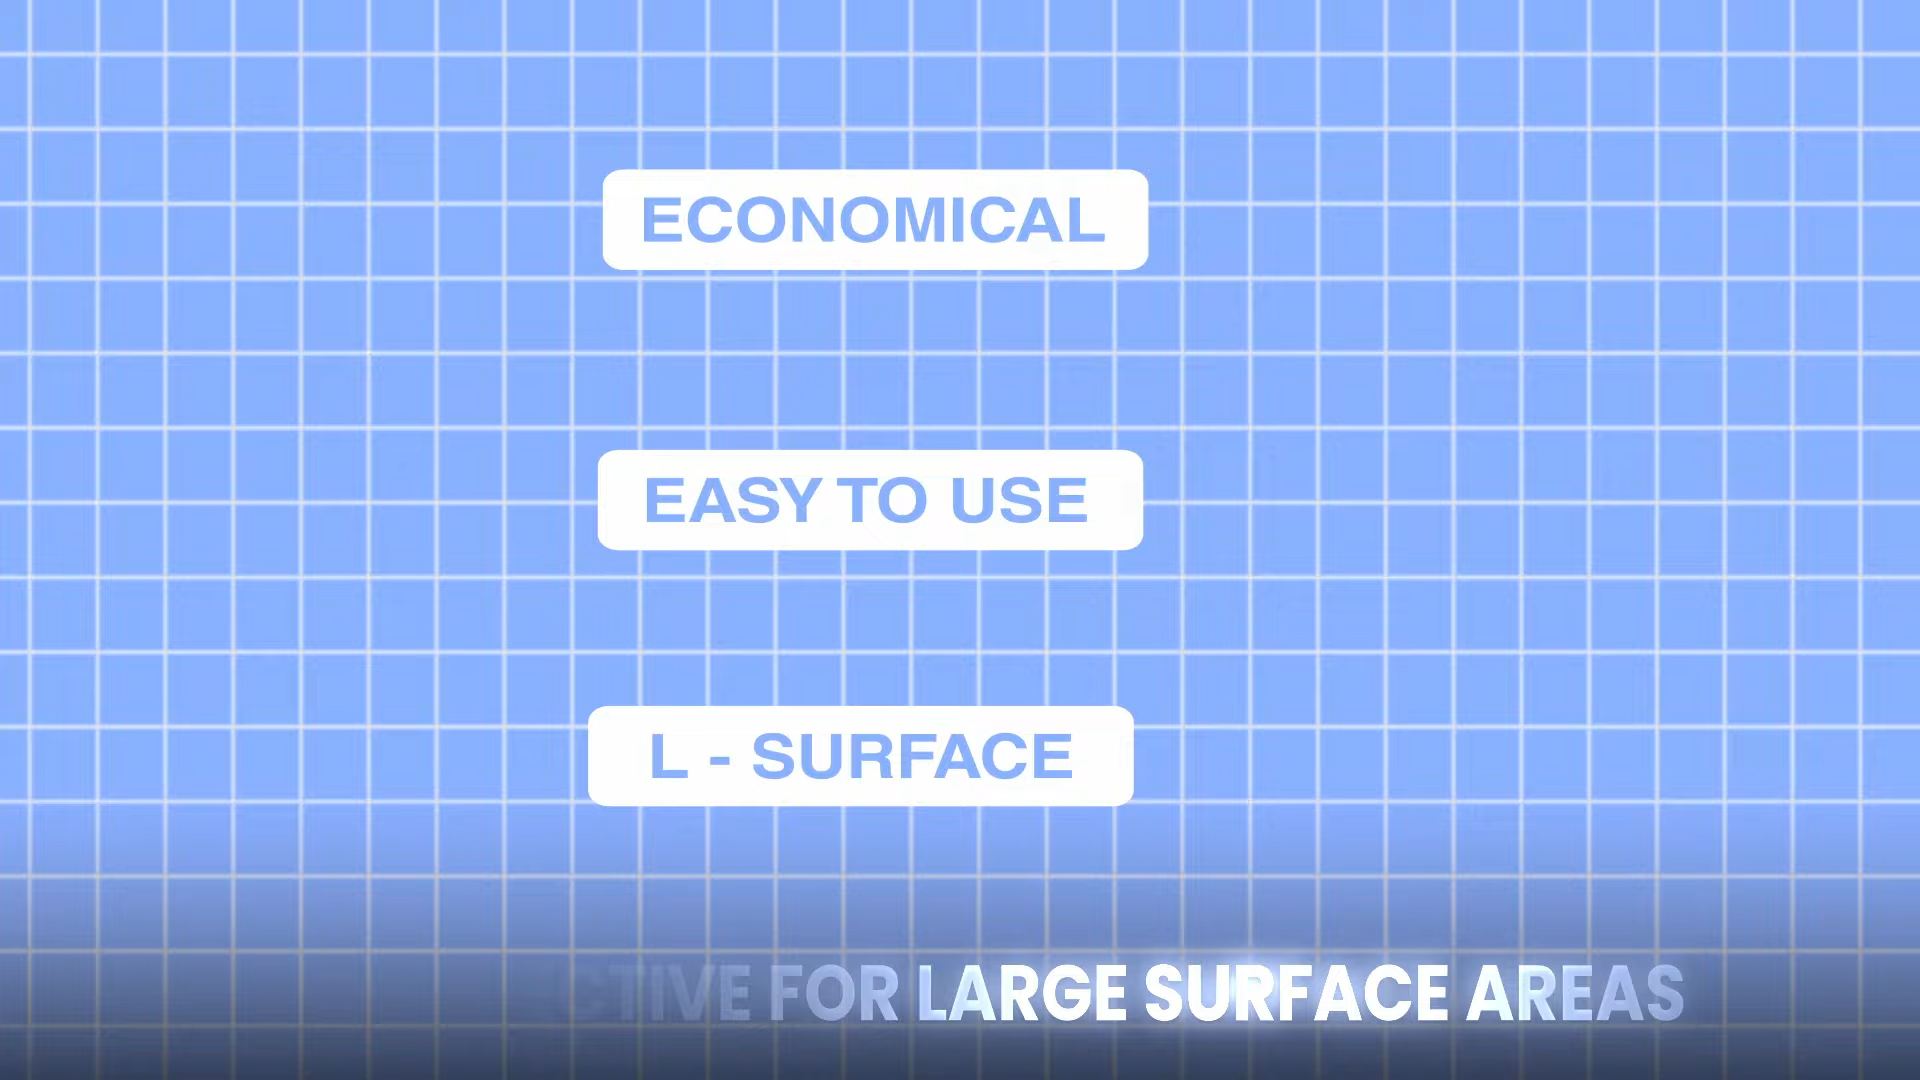 ECONOMICAL
EASY TO USE
L - SURFACE
FOR LARGE SURFACE AREAS